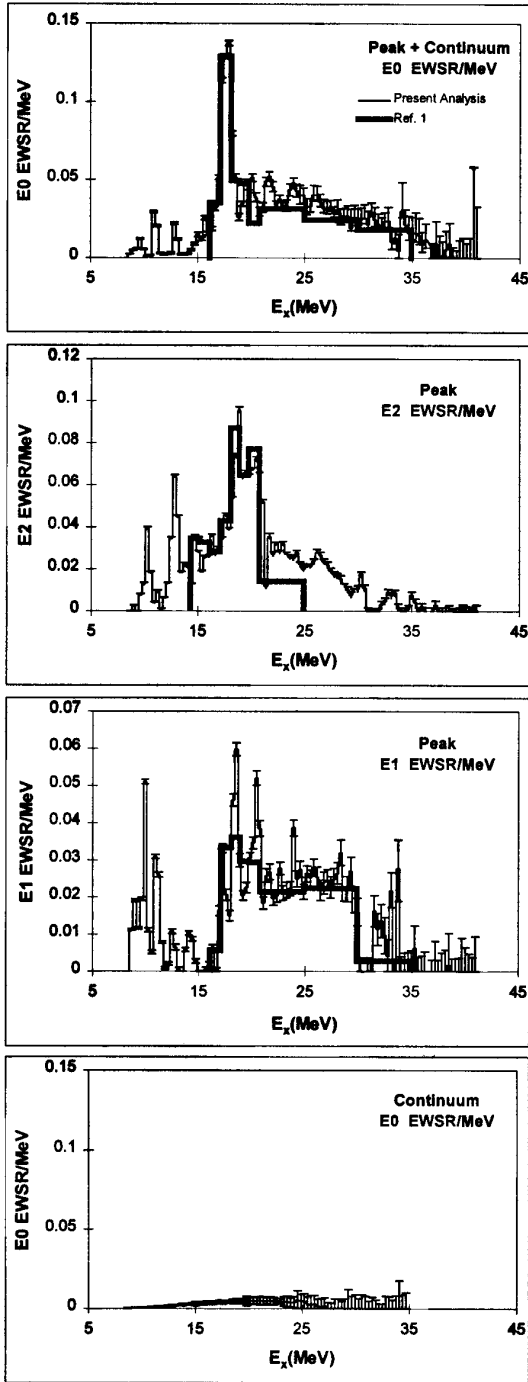 0.15
Peak + Continuum
E0 EWSR/MeV
Present Analysis
Ref. 1
0.1
0.05
0
E0 EWSR/MeV
5
15
25
35
45
Ex(MeV)
0.12
Peak
E2 EWSR/MeV
0.1
0.08
0.06
0.04
0.02
0
E2 EWSR/MeV
5
15
25
35
45
Ex(MeV)
0.07
Peak
E1 EWSR/MeV
0.06
0.05
0.04
0.03
0.02
0.01
0
E1 EWSR/MeV
5
15
25
35
45
Ex(MeV)
0.15
Continuum
E0 EWSR/MeV
0.1
0.05
0
E0 EWSR/MeV
5
15
25
35
45
Ex(MeV)